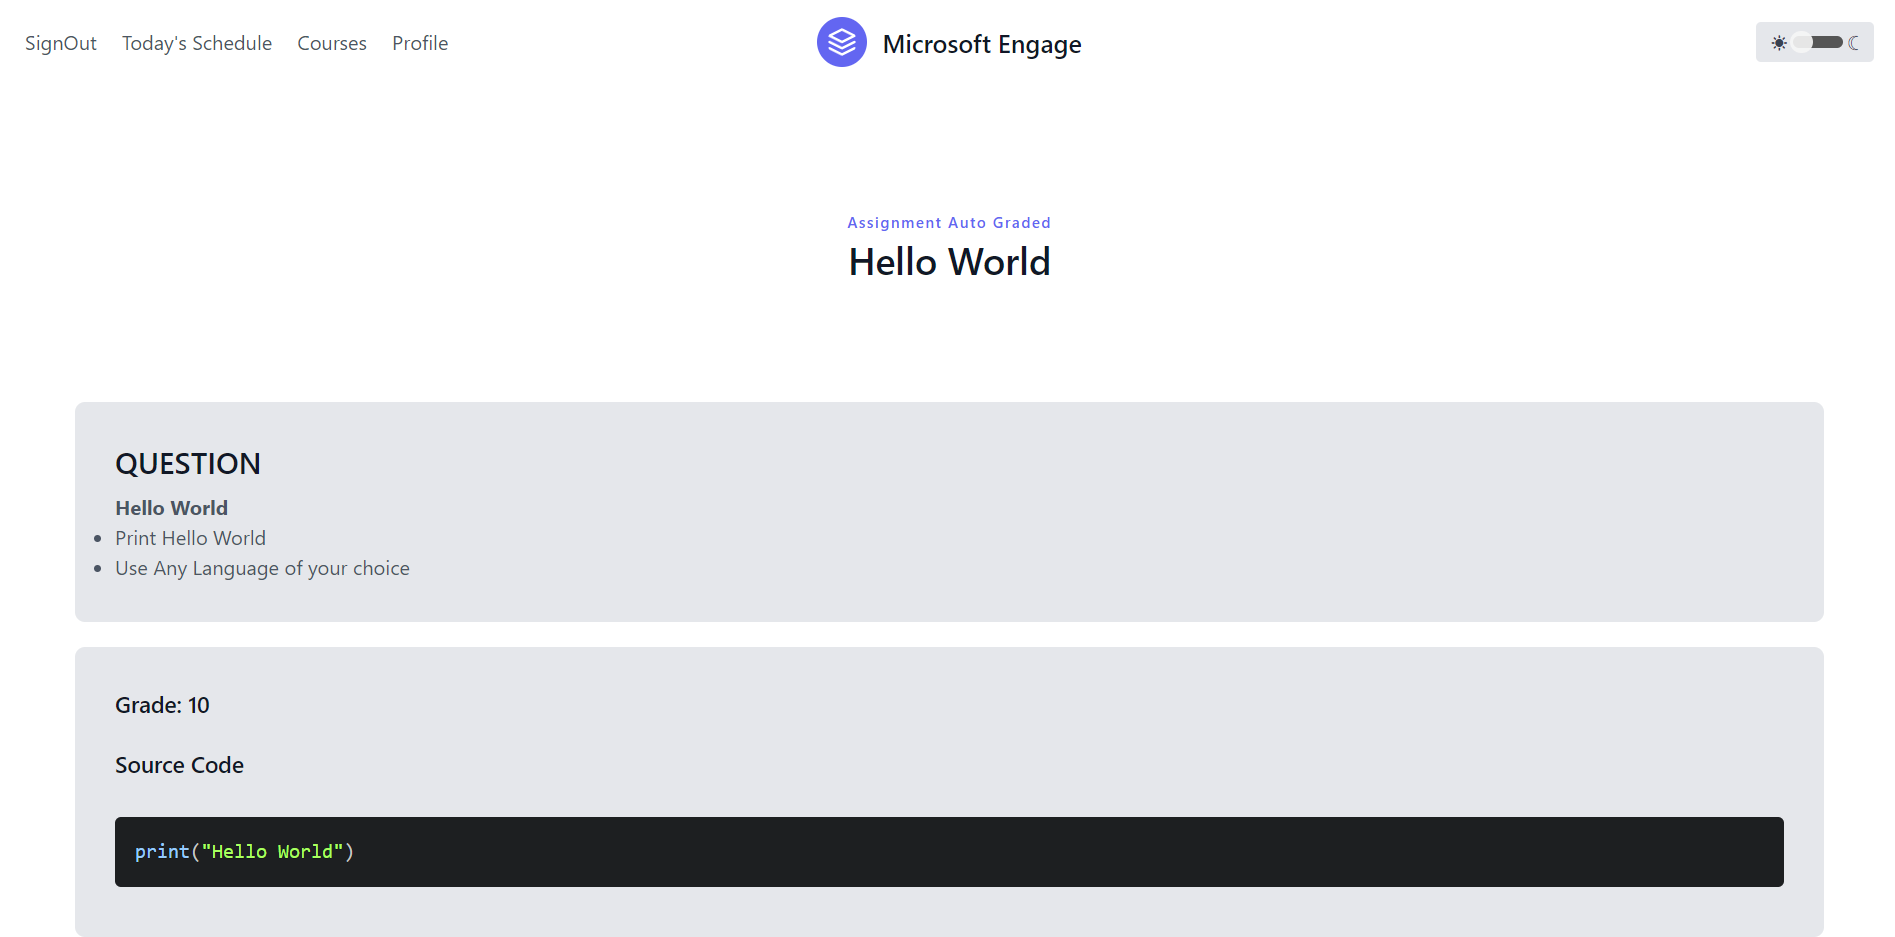 SignOut Today's Schedule Courses Profile Microsoft Engage
Assignment Auto Graded
Hello World
QUESTION
Hello World
Print Hello World
Use Any Language of your choice
Grade: 10
Source Code
print("Hello World")